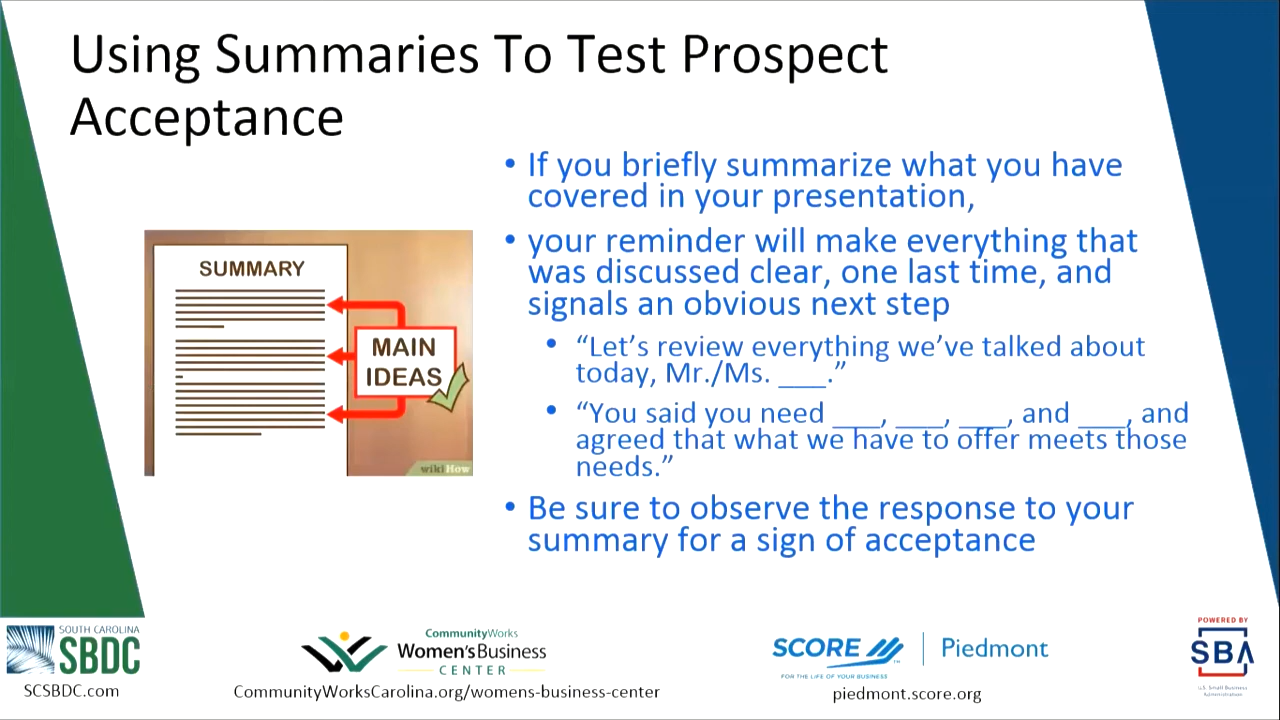 Using Summaries To Test Prospect
Acceptance
• If you briefly summarize what you have
covered in your presentation,
• your reminder will make everything that
was discussed clear, one last time, and
signals an obvious next step
• “Let’s review everything we’ve talked about
today, Mr./Ms. ___.”
• “You said you need ___, ___, ___, and ___, and
agreed that what we have to offer meets those
needs.”
• Be sure to observe the response to your
summary for a sign of acceptance
SUMMARY
MAIN
IDEAS
wikiHow
SOUTH CAROLINA
SBDC
SCSBDC.com
CommunityWorks
Women'sBusiness
CENTER
CommunityWorksCarolina.org/womens-business-center
SCORE
Piedmont
FOR THE LIFE OF YOUR BUSINESS
piedmont.score.org
POWERED BY
SBA
U.S. Small Business
Administration